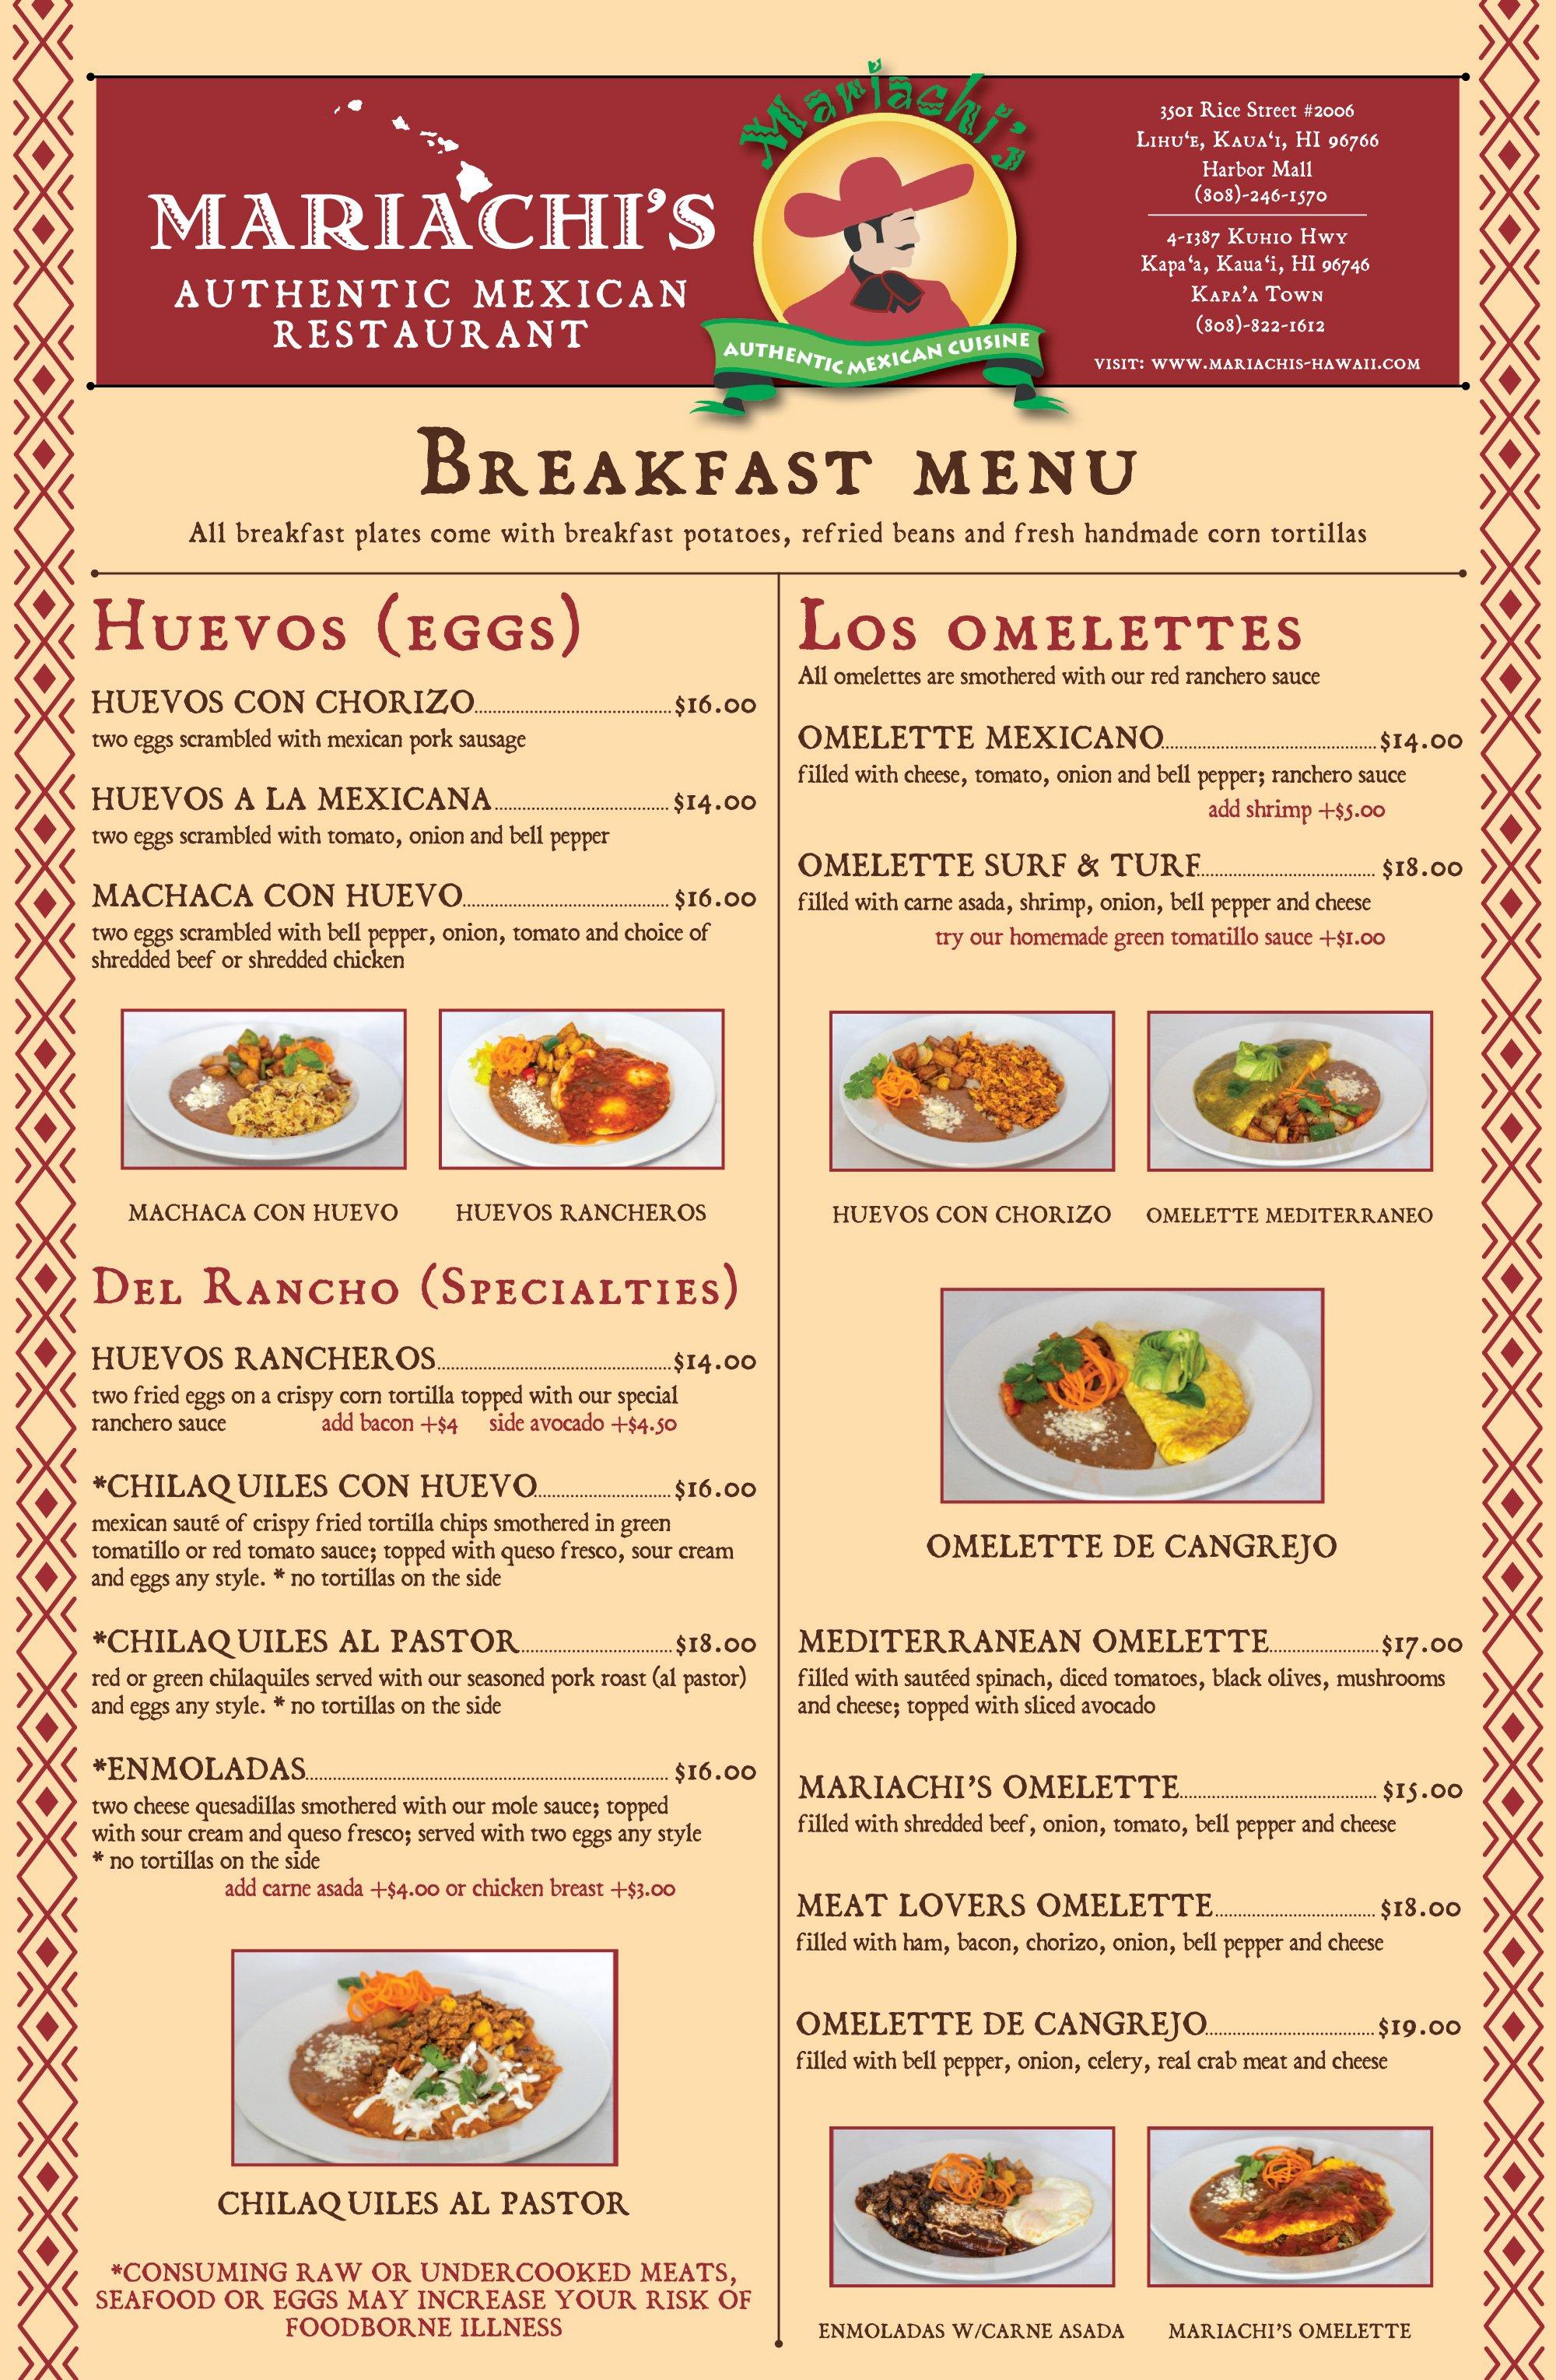 MARIACHI'S
AUTHENTIC MEXICAN
RESTAURANT
Mariachi's
AUTHENTIC MEXICAN CUISINE
3501 Rice Street #2006
Lihu‘e, Kaua‘i, HI 96766
Harbor Mall
(808)-246-1570
4-1387 Kuhio Hwy
Kapa‘a, Kaua‘i, HI 96746
Kapa'a Town
(808)-822-1612
VISIT: WWW.MARIACHIS-HAWAII.COM
Breakfast menu
All breakfast plates come with breakfast potatoes, refried beans and fresh handmade corn tortillas
Huevos (eggs)
HUEVOS CON CHORIZO $16.00
two eggs scrambled with mexican pork sausage
HUEVOS A LA MEXICANA $14.00
two eggs scrambled with tomato, onion and bell pepper
MACHACA CON HUEVO $16.00
two eggs scrambled with bell pepper, onion, tomato and choice of
shredded beef or shredded chicken
MACHACA CON HUEVO
HUEVOS RANCHEROS
Del Rancho (Specialties)
HUEVOS RANCHEROS $14.00
two fried eggs on a crispy corn tortilla topped with our special
ranchero sauce add bacon +$4 side avocado +$4.50
*CHILAQUILES CON HUEVO $16.00
mexican sauté of crispy fried tortilla chips smothered in green
tomatillo or red tomato sauce; topped with queso fresco, sour cream
and eggs any style. * no tortillas on the side
*CHILAQUILES AL PASTOR $18.00
red or green chilaquiles served with our seasoned pork roast (al pastor)
and eggs any style. * no tortillas on the side
*ENMOLADAS $16.00
two cheese quesadillas smothered with our mole sauce; topped
with sour cream and queso fresco; served with two eggs any style
* no tortillas on the side
add carne asada +$4.00 or chicken breast +$3.00
CHILAQUILES AL PASTOR
*CONSUMING RAW OR UNDERCOOKED MEATS,
SEAFOOD OR EGGS MAY INCREASE YOUR RISK OF
FOODBORNE ILLNESS
Los omelettes
All omelettes are smothered with our red ranchero sauce
OMELETTE MEXICANO $14.00
filled with cheese, tomato, onion and bell pepper; ranchero sauce
add shrimp +$5.00
OMELETTE SURF & TURF $18.00
filled with carne asada, shrimp, onion, bell pepper and cheese
try our homemade green tomatillo sauce +$1.00
HUEVOS CON CHORIZO
OMELETTE MEDITERRANEO
OMELETTE DE CANGREJO
MEDITERRANEAN OMELETTE $17.00
filled with sautéed spinach, diced tomatoes, black olives, mushrooms
and cheese; topped with sliced avocado
MARIACHI'S OMELETTE $15.00
filled with shredded beef, onion, tomato, bell pepper and cheese
MEAT LOVERS OMELETTE $18.00
filled with ham, bacon, chorizo, onion, bell pepper and cheese
OMELETTE DE CANGREJO $19.00
filled with bell pepper, onion, celery, real crab meat and cheese
ENMOLADAS W/CARNE ASADA
MARIACHI'S OMELETTE